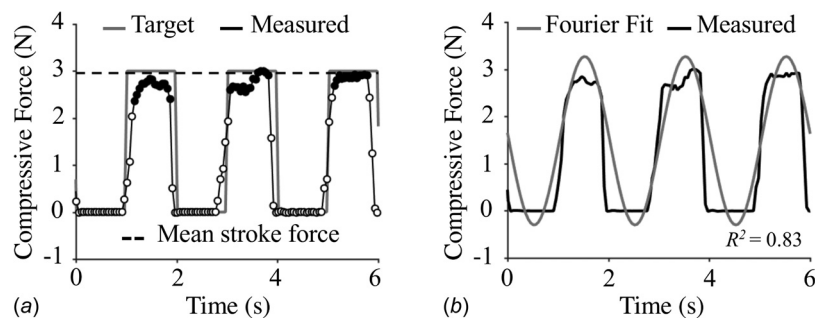 Target Measured
Compressive Force (N)
4
3
2
1
0
-1
Mean stroke force
0 2 4 6
Time (s)
(a)
Fourier Fit Measured
Compressive Force (N)
4
3
2
1
0
-1
R² = 0.83
0 2 4 6
Time (s)
(b)